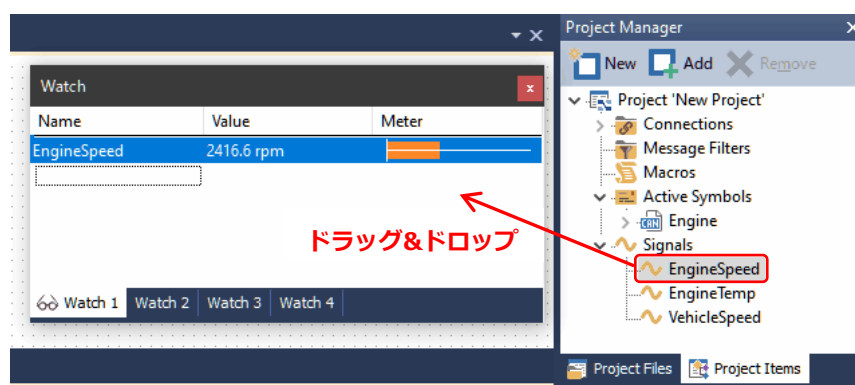 Project Manager
New Add Remove
Project 'New Project'
Connections
Message Filters
Macros
Active Symbols
CAN Engine
Signals
EngineSpeed
EngineTemp
VehicleSpeed
Project Files Project Items
Watch
Name Value Meter
EngineSpeed 2416.6 rpm
ドラッグ&ドロップ
Watch 1 Watch 2 Watch 3 Watch 4